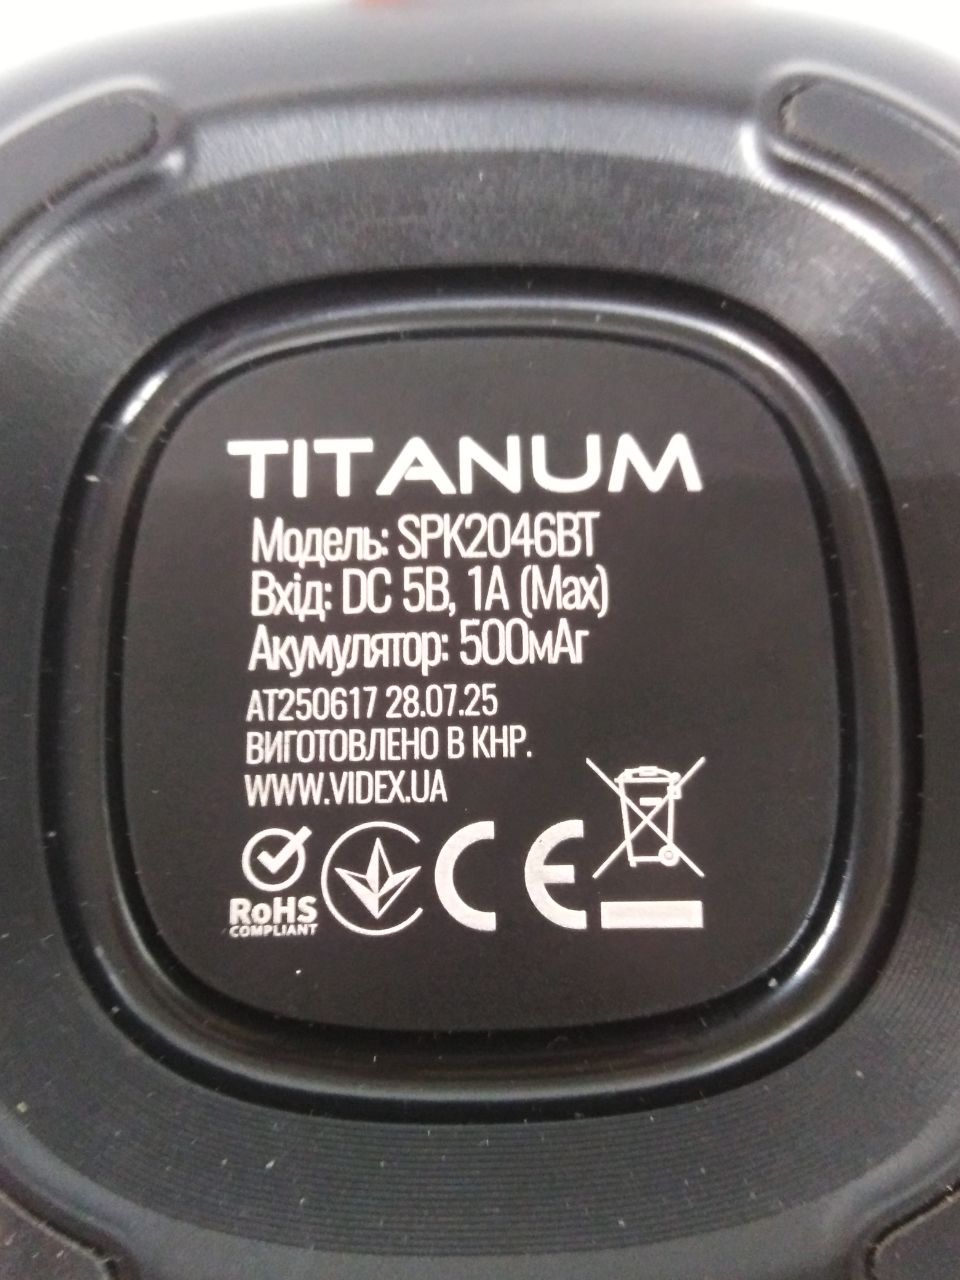 TITANUM
Модель: SPK2046BT
Вхід: DC 5В, 1А (Max)
Акумулятор: 500мАг
AT250617 28.07.25
ВИГОТОВЛЕНО В КНР.
WWW.VIDEX.UA
RoHS
COMPLIANT
CE